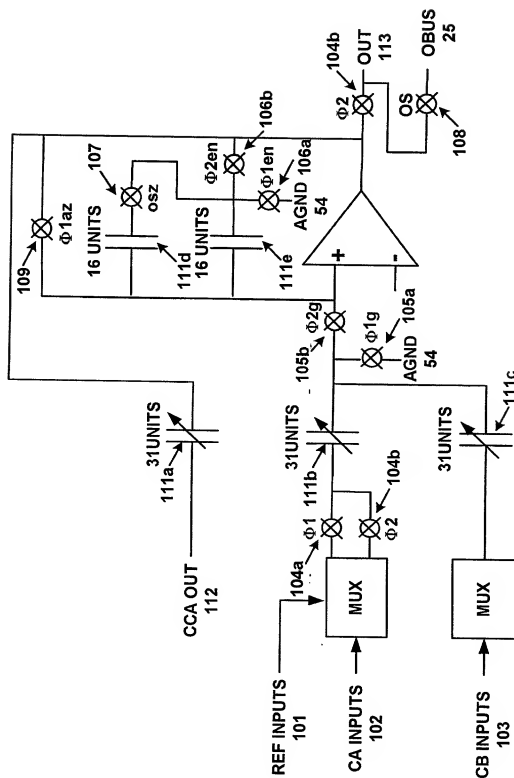 109
Φ1az
107
16 UNITS
osz
111d
16 UNITS
111e
Φ2en
106b
Φ1en
106a
AGND
54
104b
Φ2
OUT
113
OS
OBUS
25
108
+
-
31UNITS
111a
CCA OUT
112
105b
Φ2g
Φ1g
105a
AGND
54
31UNITS
111b
104a
Φ1
104b
Φ2
MUX
REF INPUTS
101
CA INPUTS
102
31UNITS
111c
MUX
CB INPUTS
103